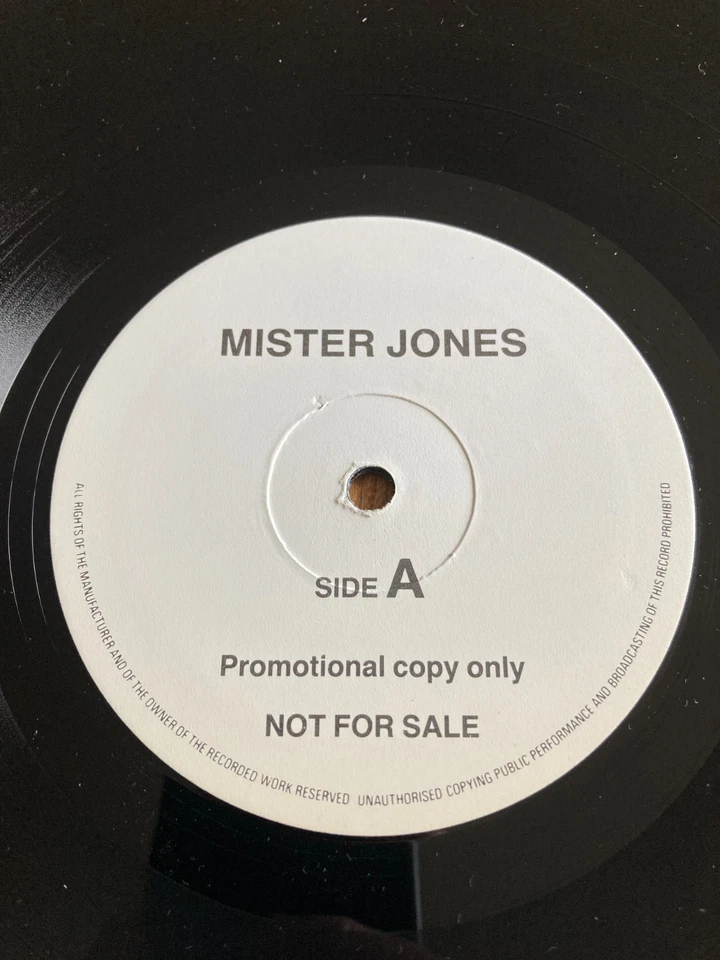 MISTER JONES
SIDE A
Promotional copy only
NOT FOR SALE
ALL RIGHTS OF THE MANUFACTURER AND OF THE OWNER OF THE RECORDED WORK RESERVED UNAUTHORISED COPYING PUBLIC PERFORMANCE AND BROADCASTING OF THIS RECORD PROHIBITED